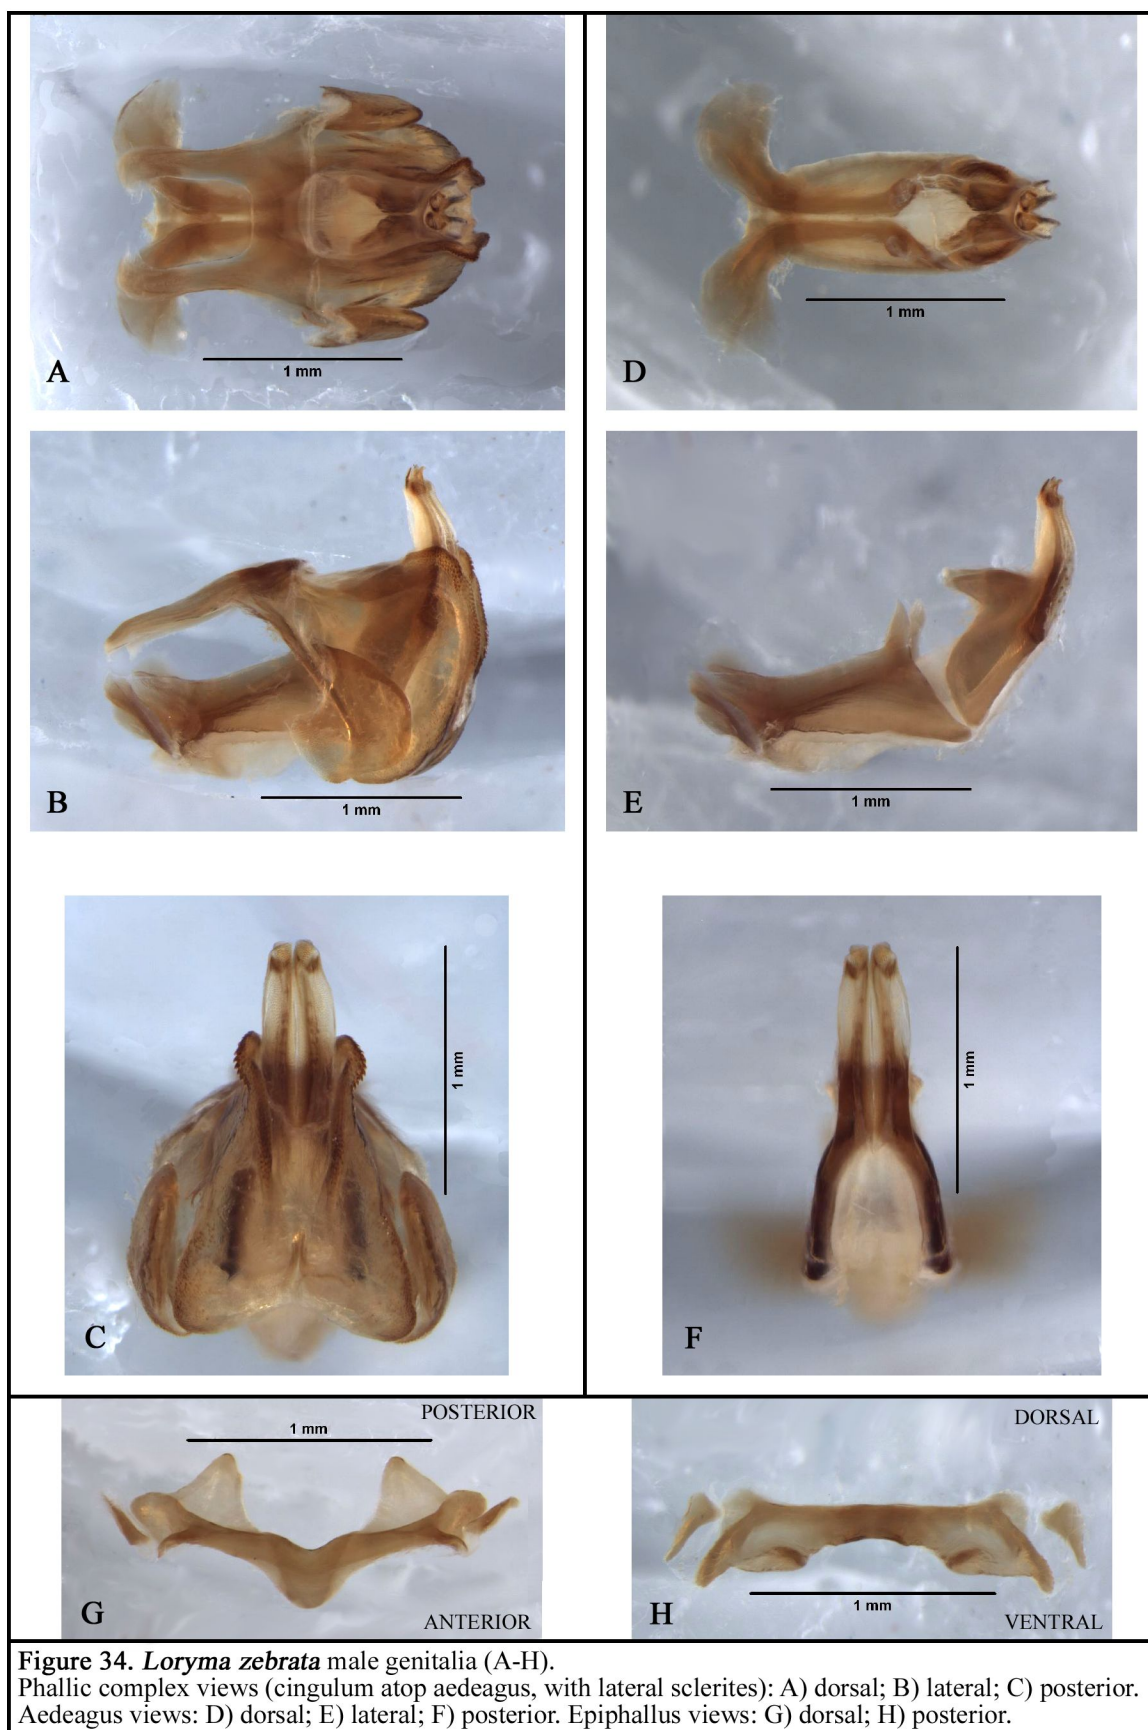 A
1 mm
D
1 mm
B
1 mm
E
1 mm
C
1 mm
F
1 mm
POSTERIOR
1 mm
G
ANTERIOR
DORSAL
H
1 mm
VENTRAL
Figure 34. Loryma zebrata male genitalia (A-H).
Phallic complex views (cingulum atop aedeagus, with lateral sclerites): A) dorsal; B) lateral; C) posterior.
Aedeagus views: D) dorsal; E) lateral; F) posterior. Epiphallus views: G) dorsal; H) posterior.